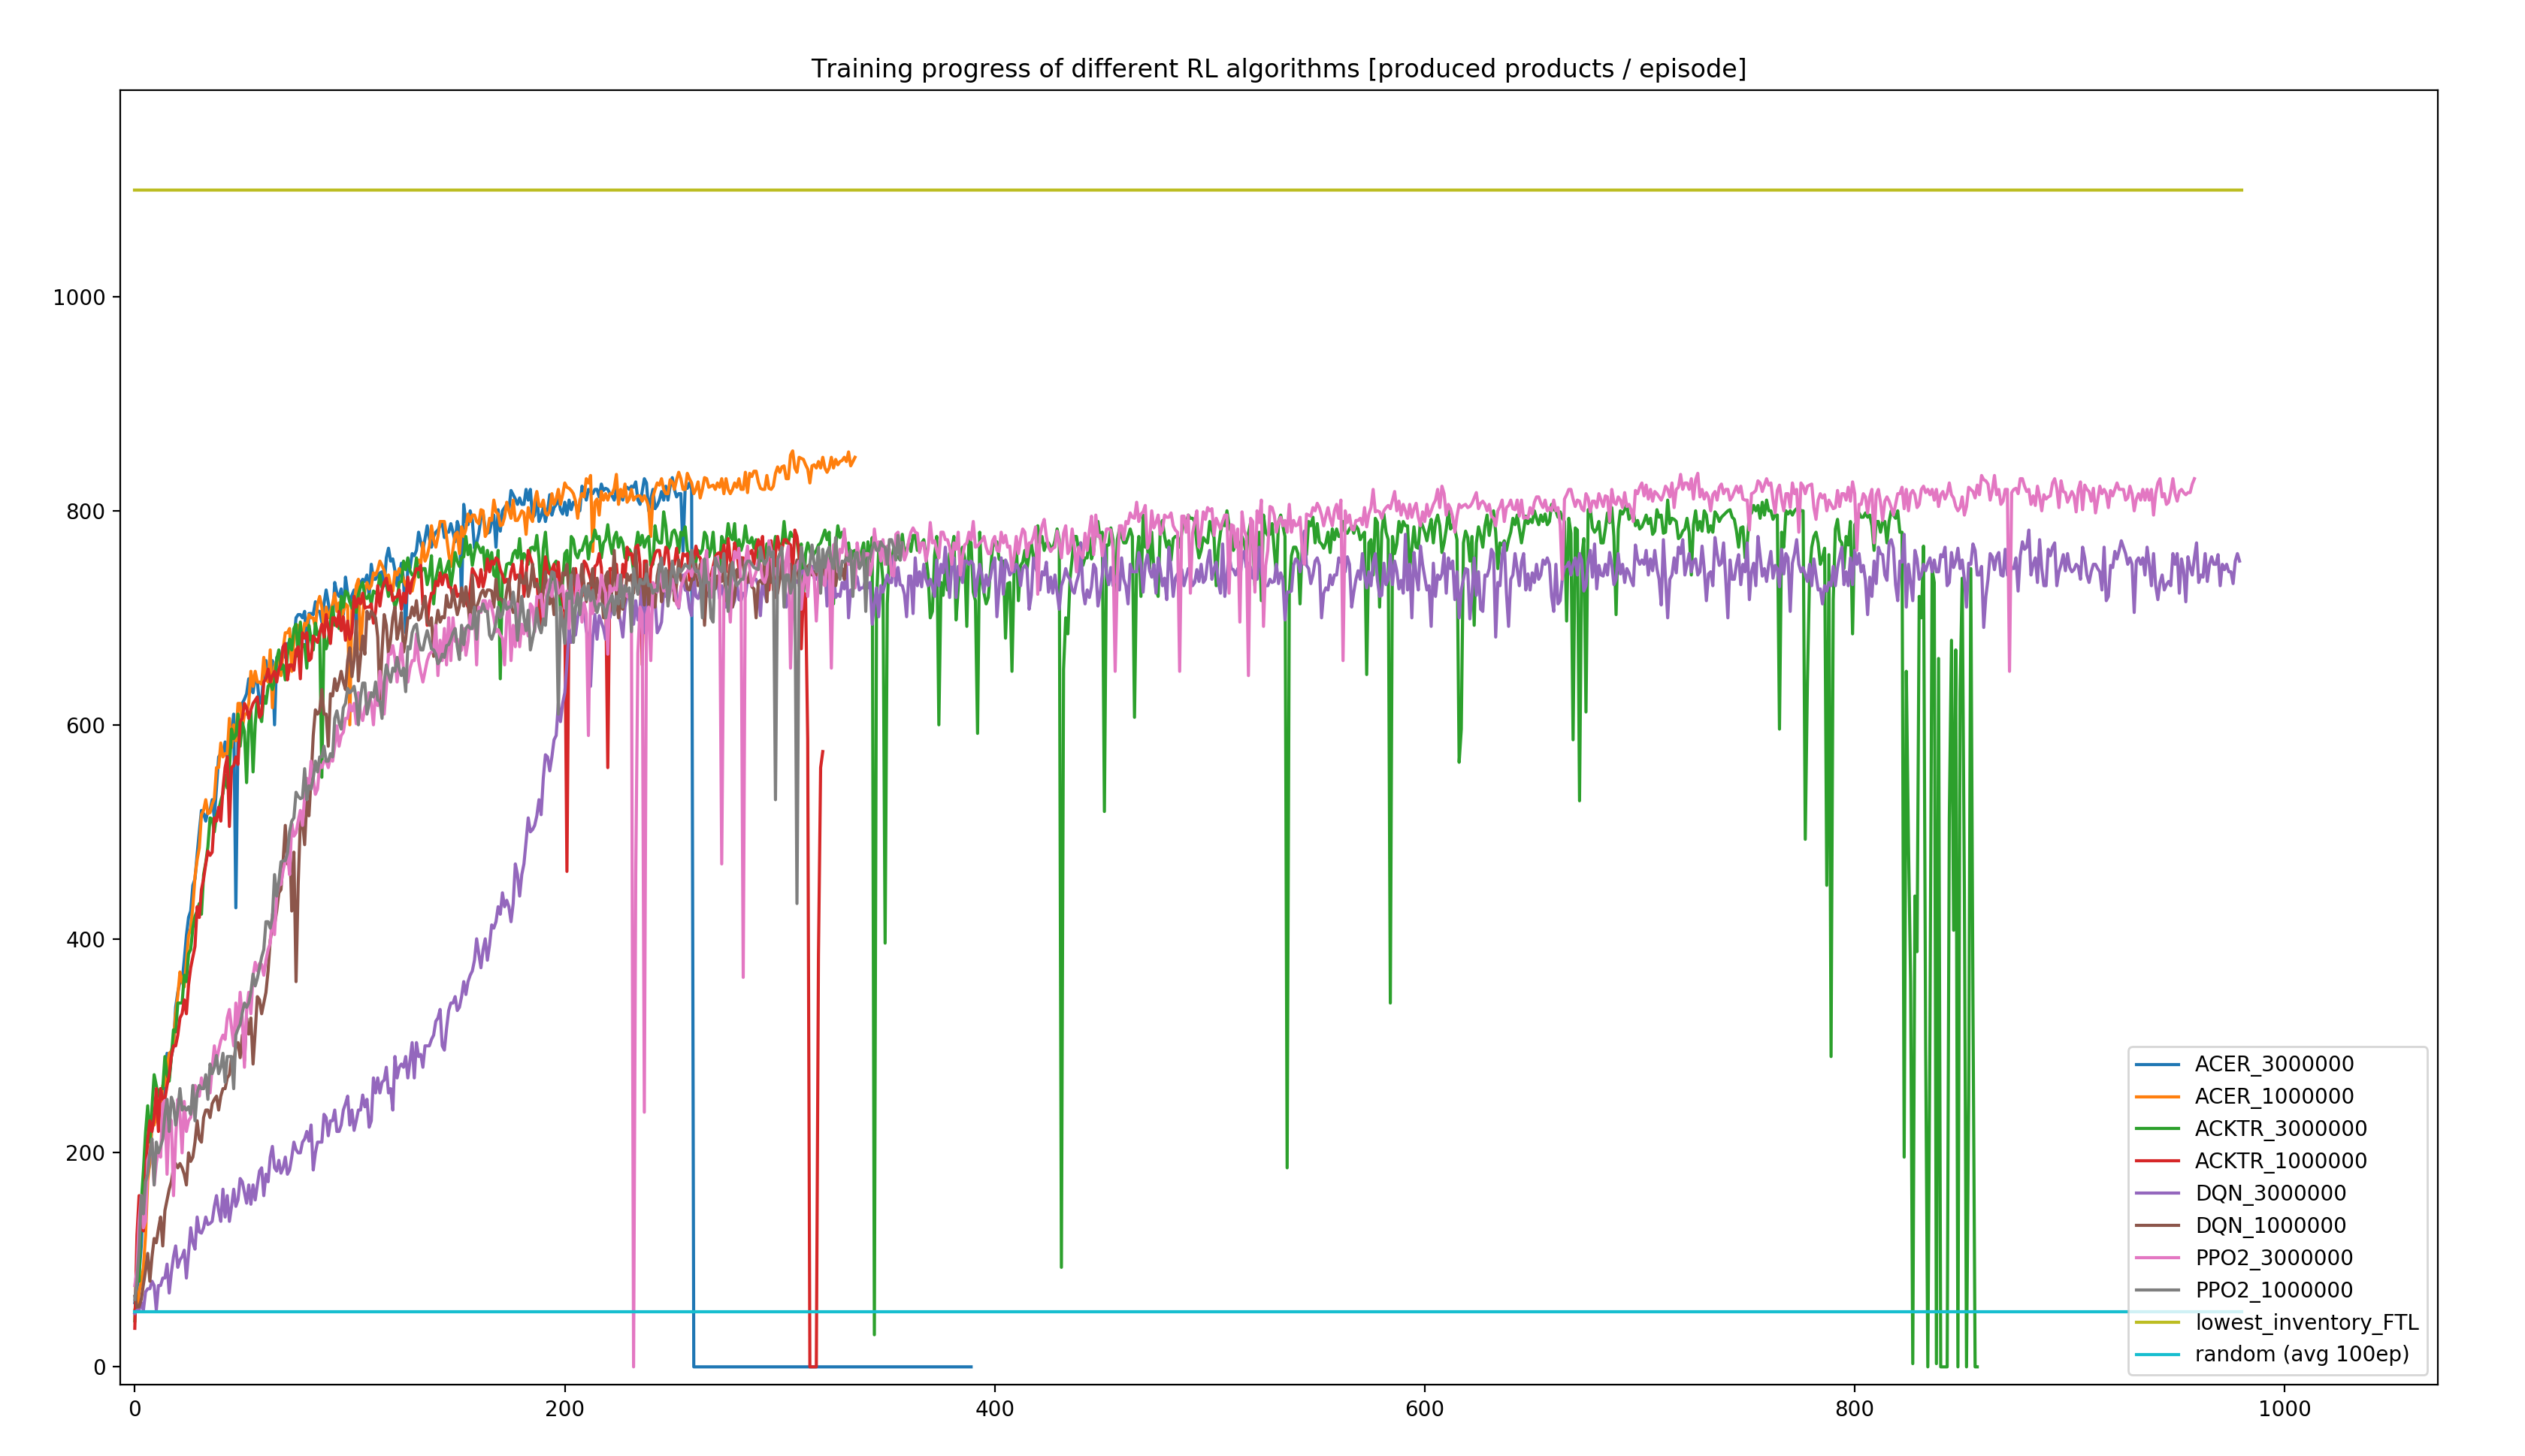 Training progress of different RL algorithms [produced products / episode]
1000
800
600
400
200
0
0 200 400 600 800 1000
ACER_3000000
ACER_1000000
ACKTR_3000000
ACKTR_1000000
DQN_3000000
DQN_1000000
PPO2_3000000
PPO2_1000000
lowest_inventory_FTL
random (avg 100ep)